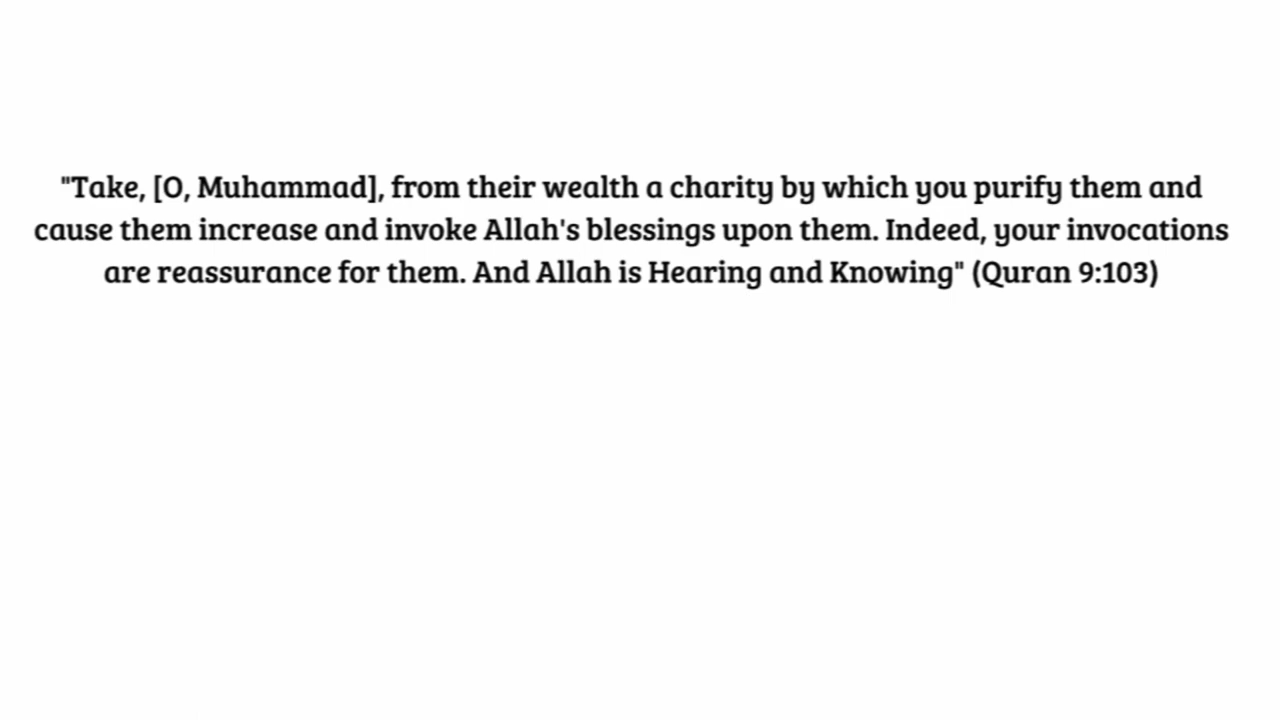 "Take, [O, Muhammad], from their wealth a charity by which you purify them and
cause them increase and invoke Allah's blessings upon them. Indeed, your invocations
are reassurance for them. And Allah is Hearing and Knowing" (Quran 9:103)